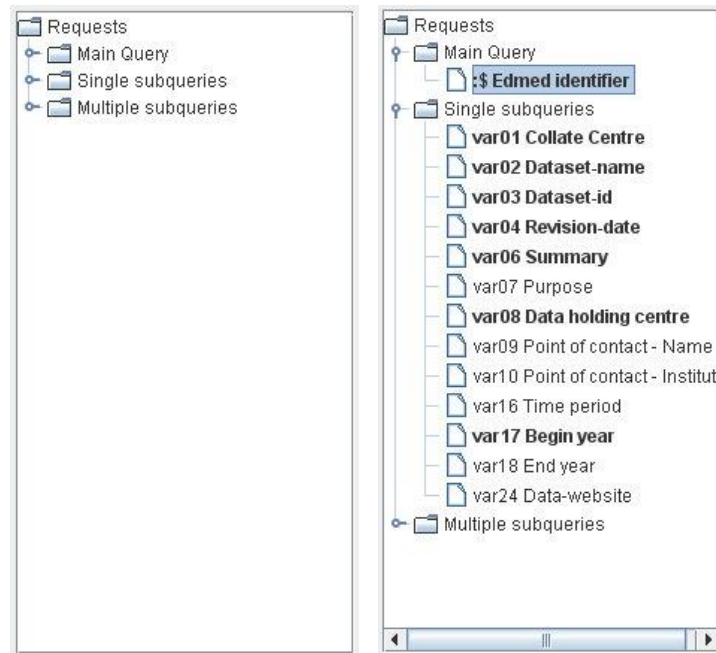 Requests
Main Query
Single subqueries
Multiple subqueries
Requests
Main Query
:$ Edmed identifier
Single subqueries
var01 Collate Centre
var02 Dataset-name
var03 Dataset-id
var04 Revision-date
var06 Summary
var07 Purpose
var08 Data holding centre
var09 Point of contact - Name
var10 Point of contact - Institut
var16 Time period
var17 Begin year
var18 End year
var24 Data-website
Multiple subqueries